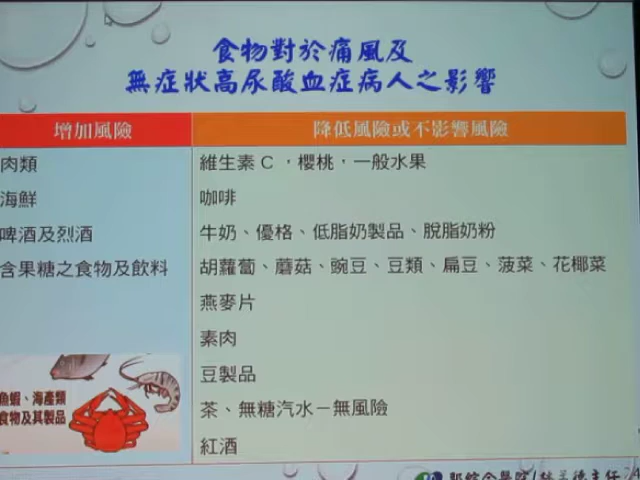 食物對於痛風及
無症狀高尿酸血症病人之影響
增加風險
降低風險或不影響風險
肉類
維生素 C ，櫻桃，一般水果
海鮮
咖啡
啤酒及烈酒
牛奶、優格、低脂奶製品、脫脂奶粉
含果糖之食物及飲料
胡蘿蔔、蘑菇、豌豆、豆類、扁豆、菠菜、花椰菜
燕麥片
素肉
豆製品
茶、無糖汽水－無風險
紅酒
魚蝦、海產類
食物及其製品